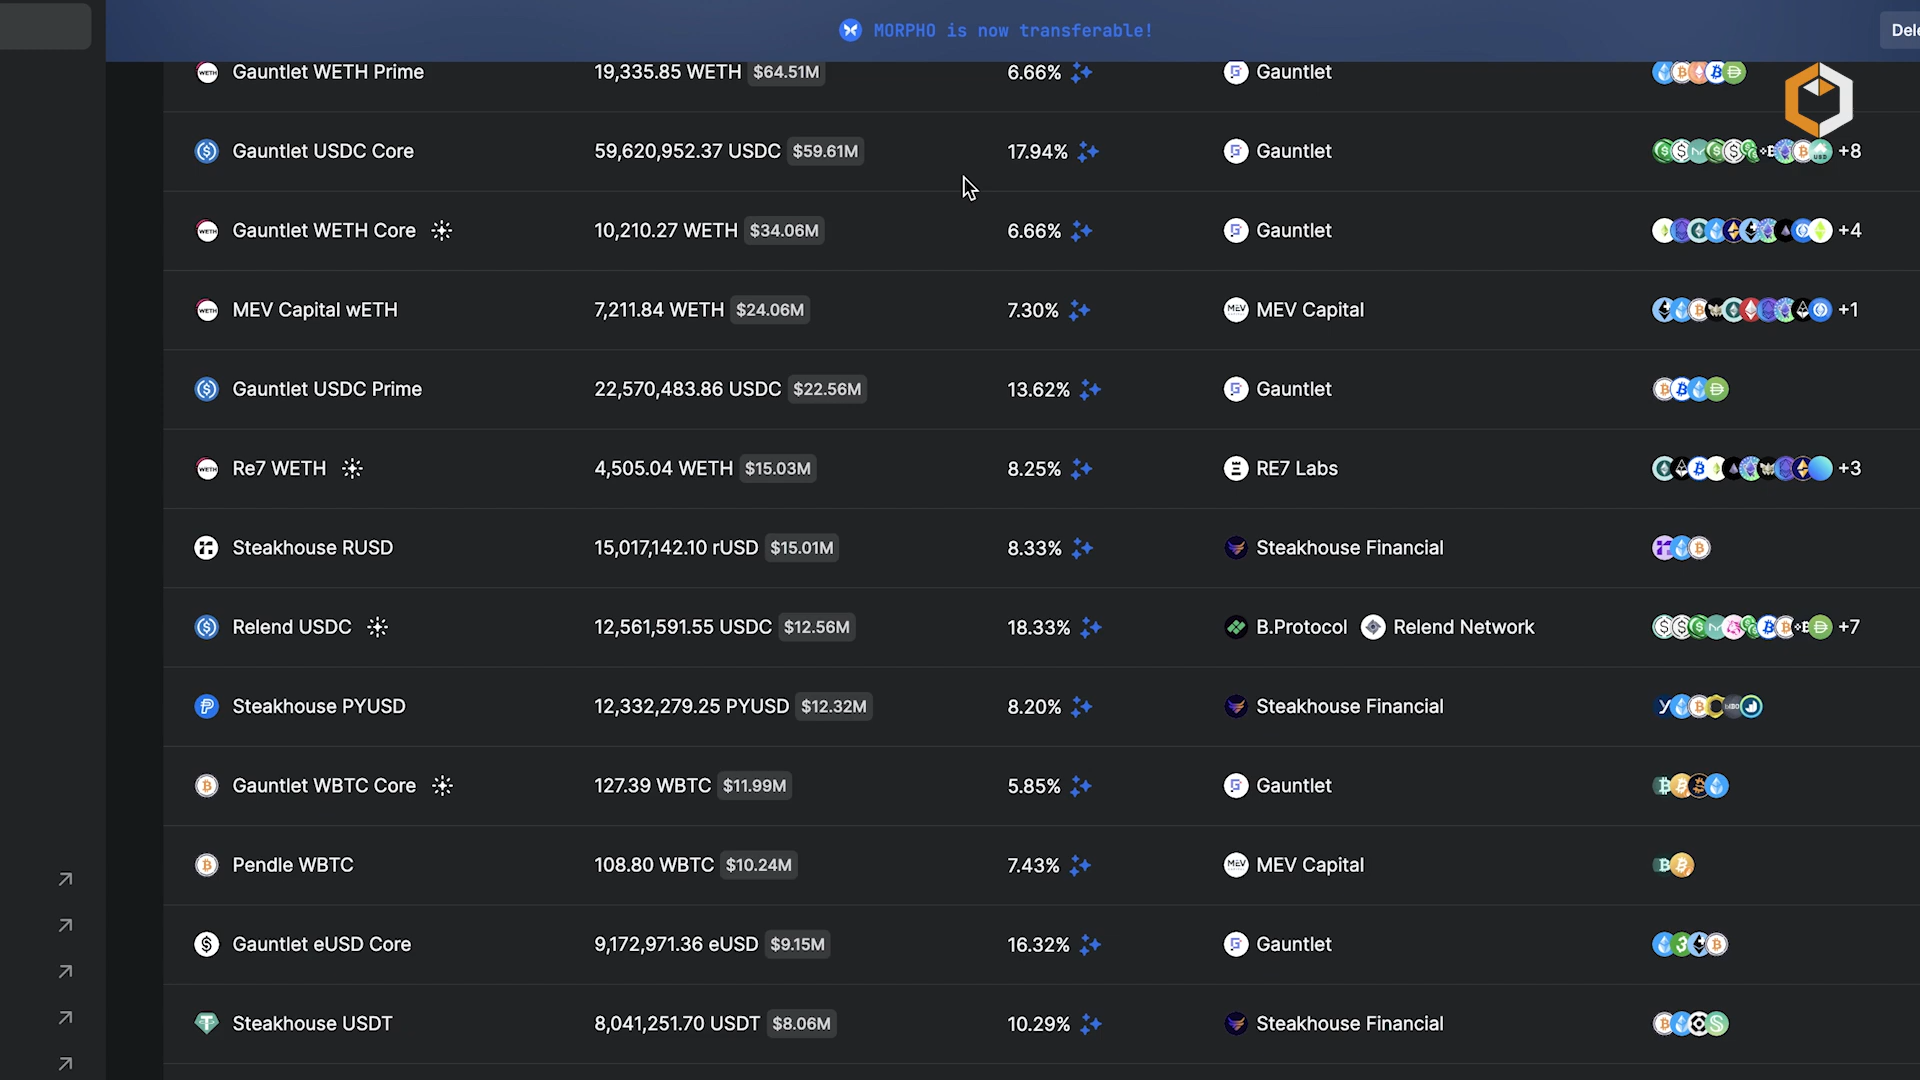 MORPHO is now transferable!
Gauntlet WETH Prime 19,335.85 WETH $64.51M 6.66% Gauntlet
Gauntlet USDC Core 59,620,952.37 USDC $59.61M 17.94% Gauntlet +8
Gauntlet WETH Core 10,210.27 WETH $34.06M 6.66% Gauntlet +4
MEV Capital wETH 7,211.84 WETH $24.06M 7.30% MEV Capital +1
Gauntlet USDC Prime 22,570,483.86 USDC $22.56M 13.62% Gauntlet
Re7 WETH 4,505.04 WETH $15.03M 8.25% RE7 Labs +3
Steakhouse RUSD 15,017,142.10 rUSD $15.01M 8.33% Steakhouse Financial
Relend USDC 12,561,591.55 USDC $12.56M 18.33% B.Protocol Relend Network +7
Steakhouse PYUSD 12,332,279.25 PYUSD $12.32M 8.20% Steakhouse Financial
Gauntlet WBTC Core 127.39 WBTC $11.99M 5.85% Gauntlet
Pendle WBTC 108.80 WBTC $10.24M 7.43% MEV Capital
Gauntlet eUSD Core 9,172,971.36 eUSD $9.15M 16.32% Gauntlet
Steakhouse USDT 8,041,251.70 USDT $8.06M 10.29% Steakhouse Financial